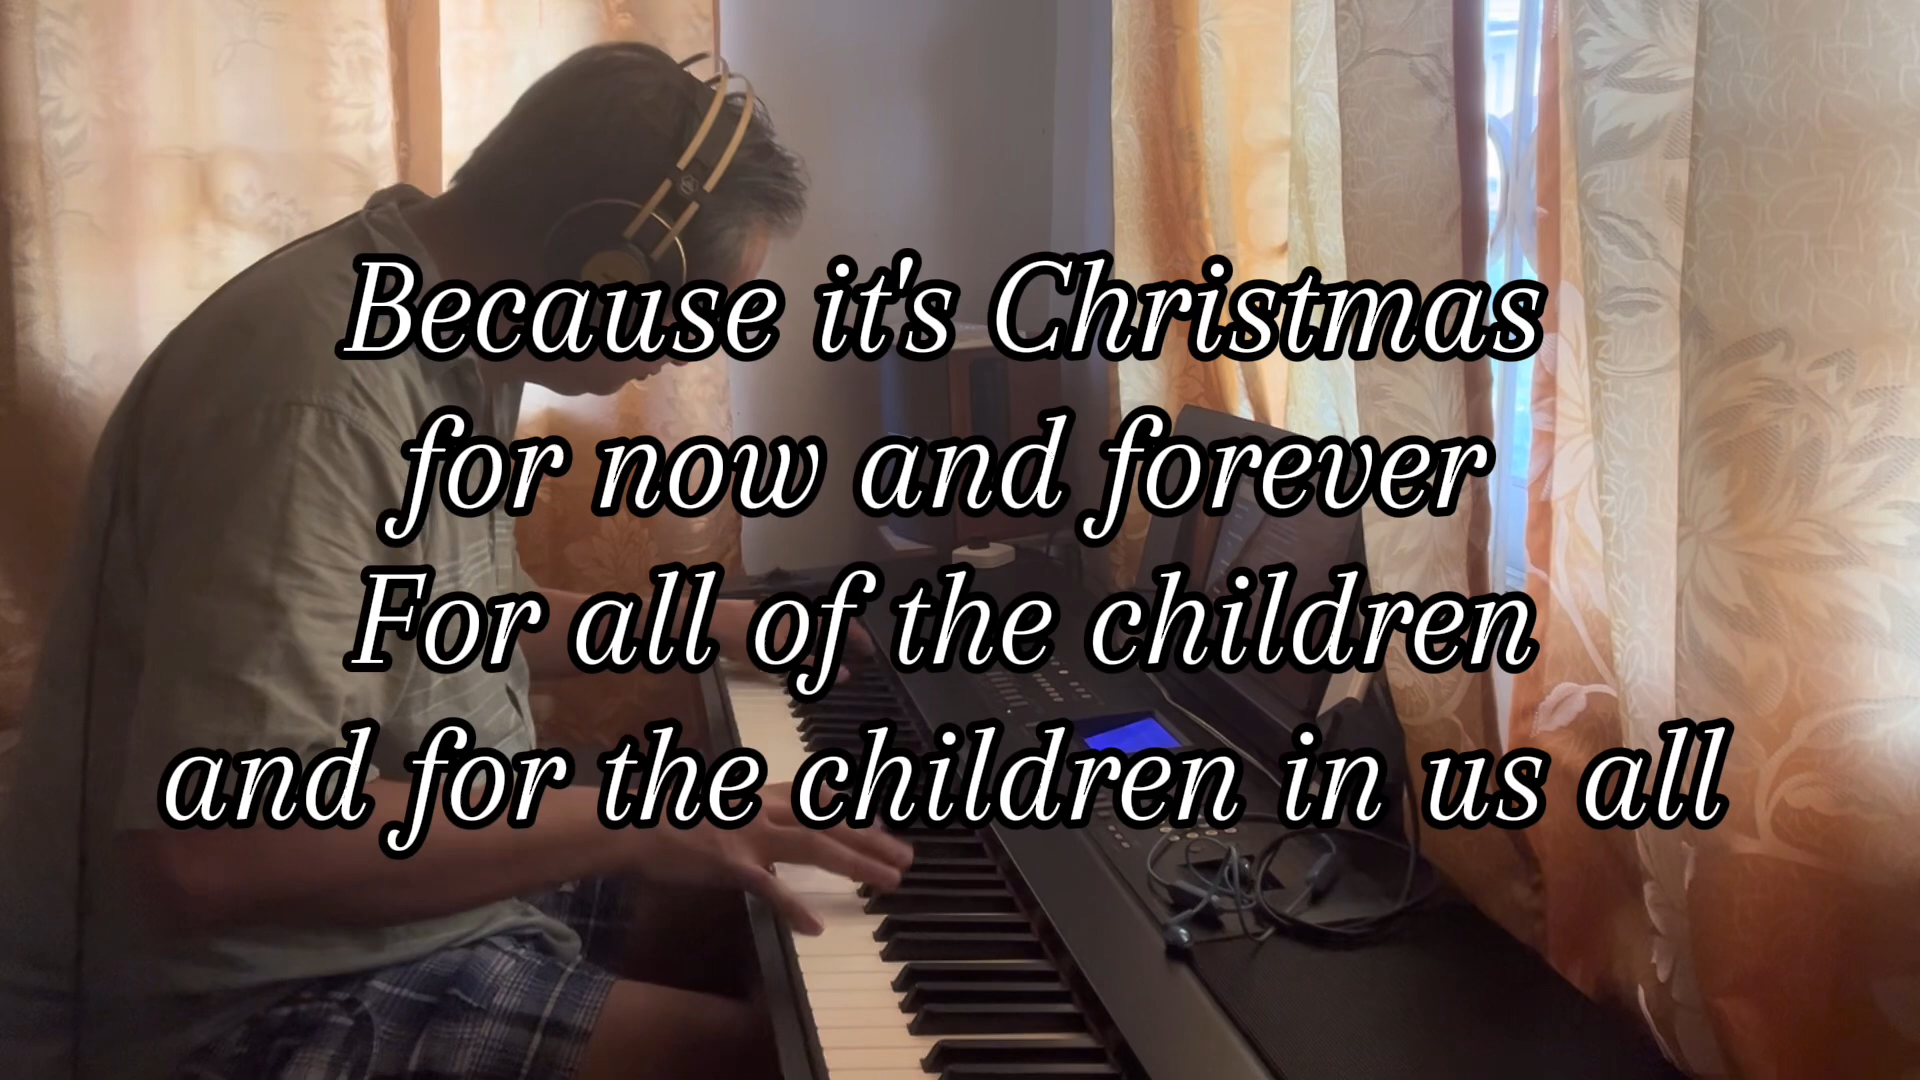 Because it's Christmas
for now and forever
For all of the children
and for the children in us all